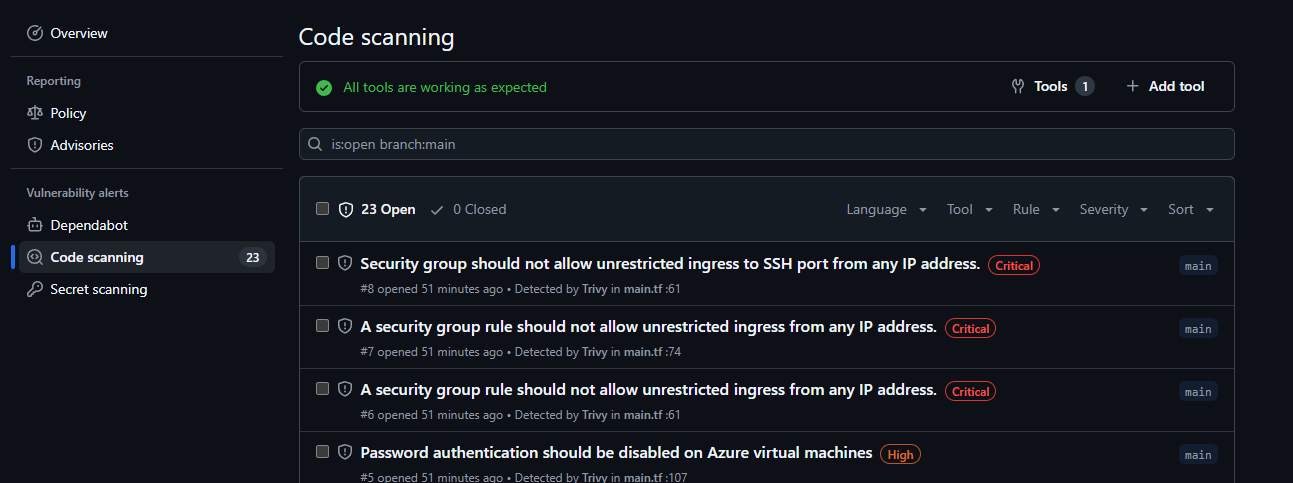 Overview
Reporting
Policy
Advisories
Vulnerability alerts
Dependabot
Code scanning 23
Secret scanning
Code scanning
All tools are working as expected
Tools 1
Add tool
is:open branch:main
23 Open 0 Closed Language Tool Rule Severity Sort
Security group should not allow unrestricted ingress to SSH port from any IP address. Critical main
#8 opened 51 minutes ago • Detected by Trivy in main.tf :61
A security group rule should not allow unrestricted ingress from any IP address. Critical main
#7 opened 51 minutes ago • Detected by Trivy in main.tf :74
A security group rule should not allow unrestricted ingress from any IP address. Critical main
#6 opened 51 minutes ago • Detected by Trivy in main.tf :61
Password authentication should be disabled on Azure virtual machines High main
#5 opened 51 minutes ago • Detected by Trivy in main.tf :107